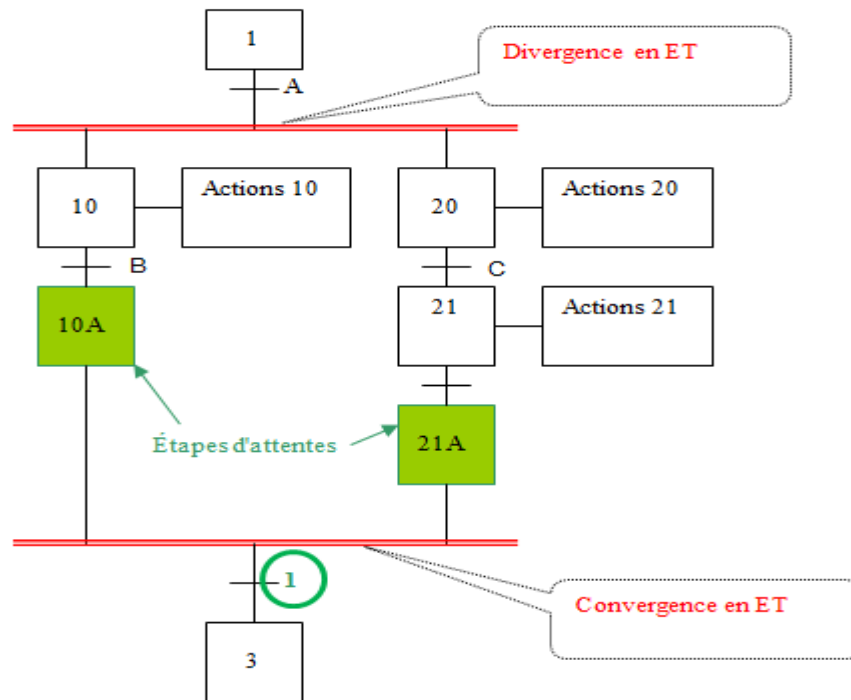 1
Divergence en ET
A
10
Actions 10
20
Actions 20
B
C
10A
21
Actions 21
Étapes d'attentes
21A
1
Convergence en ET
3